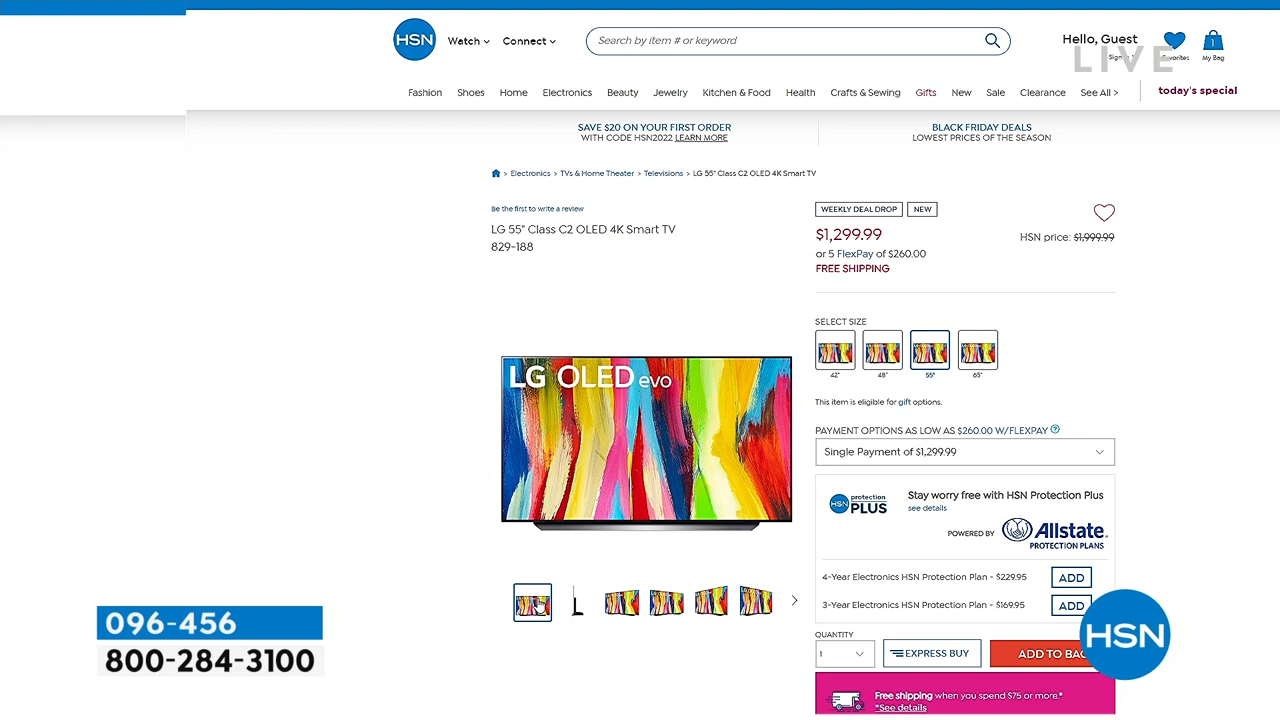 HSN
Watch
Connect
Search by item # or keyword
Hello, Guest
Sign
Favorites
1
My Bag
LIVE
Fashion Shoes Home Electronics Beauty Jewelry Kitchen & Food Health Crafts & Sewing Gifts New Sale Clearance See All >
today's special
SAVE $20 ON YOUR FIRST ORDER
WITH CODE HSN2022 LEARN MORE
BLACK FRIDAY DEALS
LOWEST PRICES OF THE SEASON
> Electronics > TVs & Home Theater > Televisions > LG 55" Class C2 OLED 4K Smart TV
Be the first to write a review
LG 55" Class C2 OLED 4K Smart TV
829-188
WEEKLY DEAL DROP
NEW
$1,299.99
HSN price: $1,999.99
or 5 FlexPay of $260.00
FREE SHIPPING
SELECT SIZE
42"
48"
55"
65"
This item is eligible for gift options.
PAYMENT OPTIONS AS LOW AS $260.00 W/FLEXPAY ?
Single Payment of $1,299.99
LG OLED evo
HSN protection PLUS
Stay worry free with HSN Protection Plus
see details
POWERED BY
Allstate
PROTECTION PLANS
4-Year Electronics HSN Protection Plan - $229.95
ADD
3-Year Electronics HSN Protection Plan - $169.95
ADD
QUANTITY
1
EXPRESS BUY
ADD TO BAG
Free shipping when you spend $75 or more.*
*See details
096-456
800-284-3100
HSN